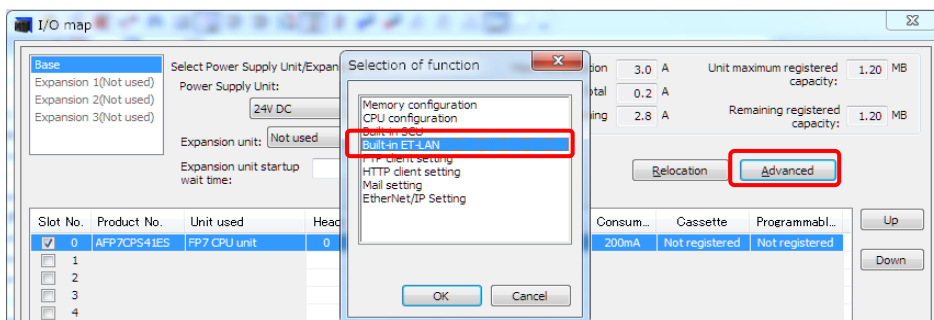 I/O map
Base
Expansion 1(Not used)
Expansion 2(Not used)
Expansion 3(Not used)
Select Power Supply Unit/Expan
Power Supply Unit:
24V DC
Expansion unit: Not used
Expansion unit startup
wait time:
Selection of function
Memory configuration
CPU configuration
Built-in SCU
Built-in ET-LAN
FTP client setting
HTTP client setting
Mail setting
EtherNet/IP Setting
OK Cancel
3.0 A
0.2 A
2.8 A
Unit maximum registered
capacity: 1.20 MB
Remaining registered
capacity: 1.20 MB
Relocation Advanced
Slot No. Product No. Unit used Head Consum... Cassette Programmabl...
0 AFP7CPS41ES FP7 CPU unit 0 200mA Not registered Not registered
1
2
3
4
Up
Down